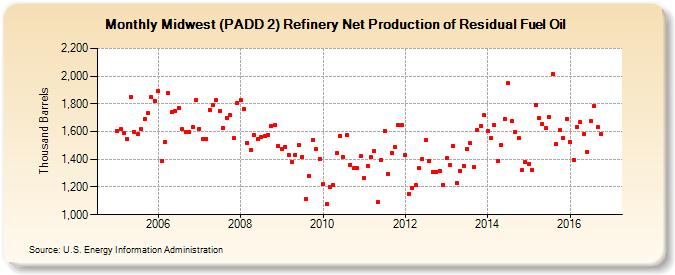 Monthly Midwest (PADD 2) Refinery Net Production of Residual Fuel Oil
Thousand Barrels
2,200
2,000
1,800
1,600
1,400
1,200
1,000
2006 2008 2010 2012 2014 2016
Source: U.S. Energy Information Administration